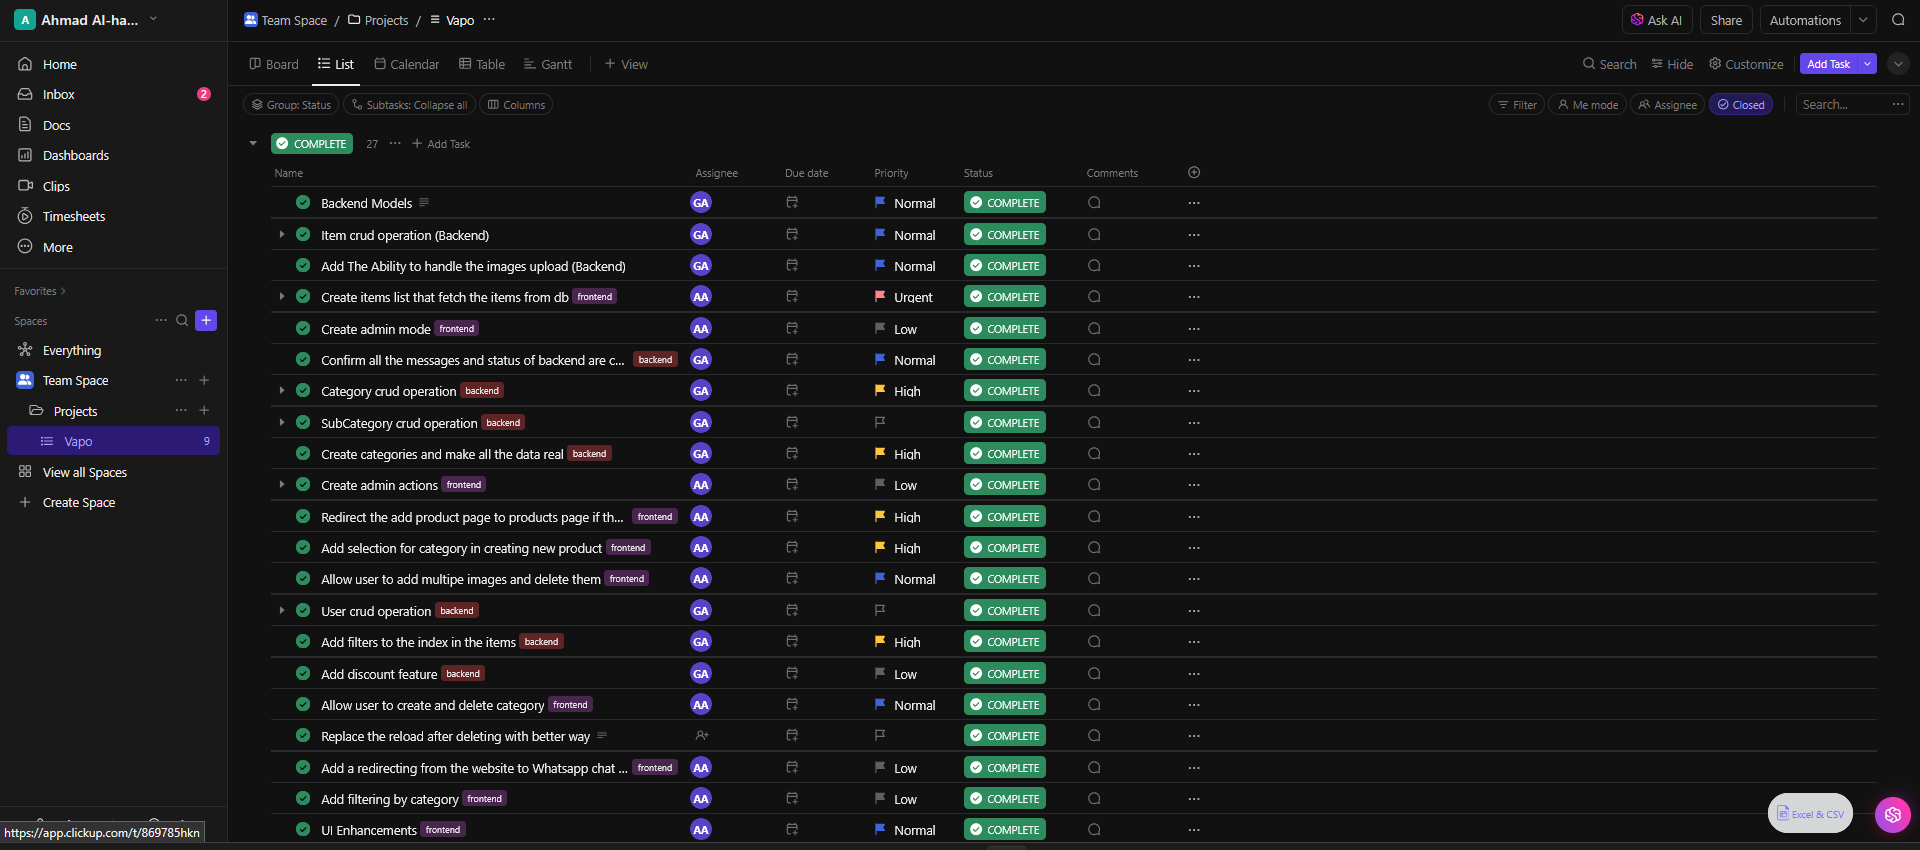 A Ahmad Al-ha...
Team Space / Projects / Vapo ...
Ask AI Share Automations
Home
Inbox 2
Docs
Dashboards
Clips
Timesheets
More
Favorites
Spaces
Everything
Team Space
Projects
Vapo 9
View all Spaces
Create Space
https://app.clickup.com/t/869785hkn
Board List Calendar Table Gantt + View
Search Hide Customize Add Task
Group: Status Subtasks: Collapse all Columns
Filter Me mode Assignee Closed Search...
COMPLETE 27 ... + Add Task
Name Assignee Due date Priority Status Comments
Backend Models GA Normal COMPLETE
Item crud operation (Backend) GA Normal COMPLETE
Add The Ability to handle the images upload (Backend) GA Normal COMPLETE
Create items list that fetch the items from db frontend AA Urgent COMPLETE
Create admin mode frontend AA Low COMPLETE
Confirm all the messages and status of backend are c... backend GA Normal COMPLETE
Category crud operation backend GA High COMPLETE
SubCategory crud operation backend GA COMPLETE
Create categories and make all the data real backend GA High COMPLETE
Create admin actions frontend AA Low COMPLETE
Redirect the add product page to products page if th... frontend AA High COMPLETE
Add selection for category in creating new product frontend AA High COMPLETE
Allow user to add multipe images and delete them frontend AA Normal COMPLETE
User crud operation backend GA COMPLETE
Add filters to the index in the items backend GA High COMPLETE
Add discount feature backend GA Low COMPLETE
Allow user to create and delete category frontend AA Normal COMPLETE
Replace the reload after deleting with better way COMPLETE
Add a redirecting from the website to Whatsapp chat ... frontend AA Low COMPLETE
Add filtering by category frontend AA Low COMPLETE
UI Enhancements frontend AA Normal COMPLETE
Excel & CSV